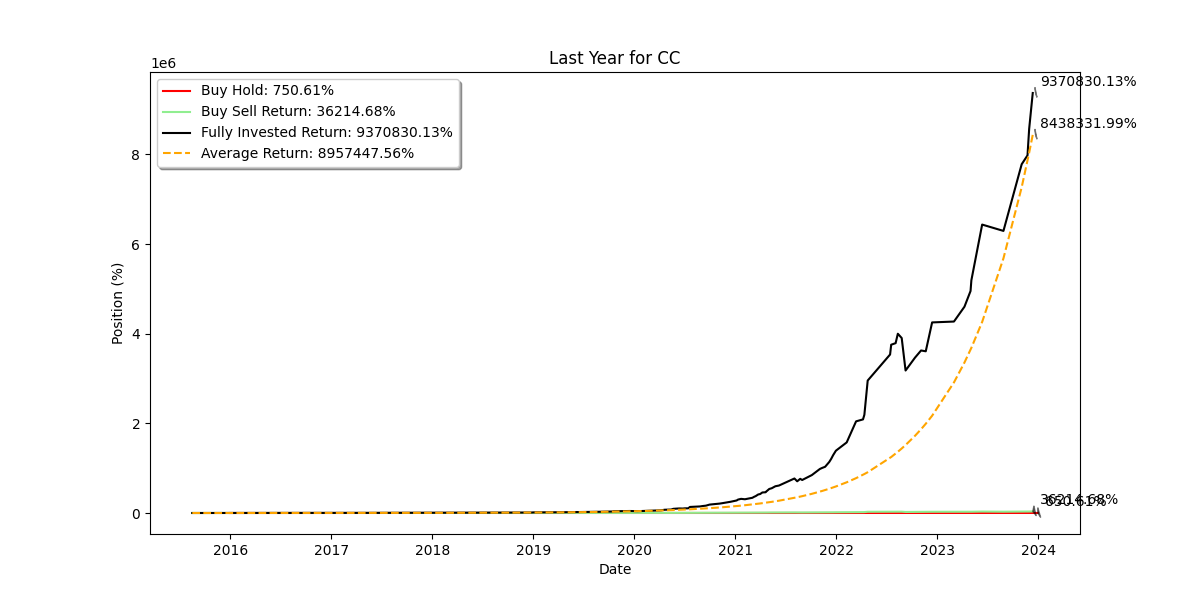 Last Year for CC
1e6
Buy Hold: 750.61%
Buy Sell Return: 36214.68%
Fully Invested Return: 9370830.13%
Average Return: 8957447.56%
9370830.13%
8438331.99%
36214.68%
650.61%
Position (%)
8
6
4
2
0
2016 2017 2018 2019 2020 2021 2022 2023 2024
Date